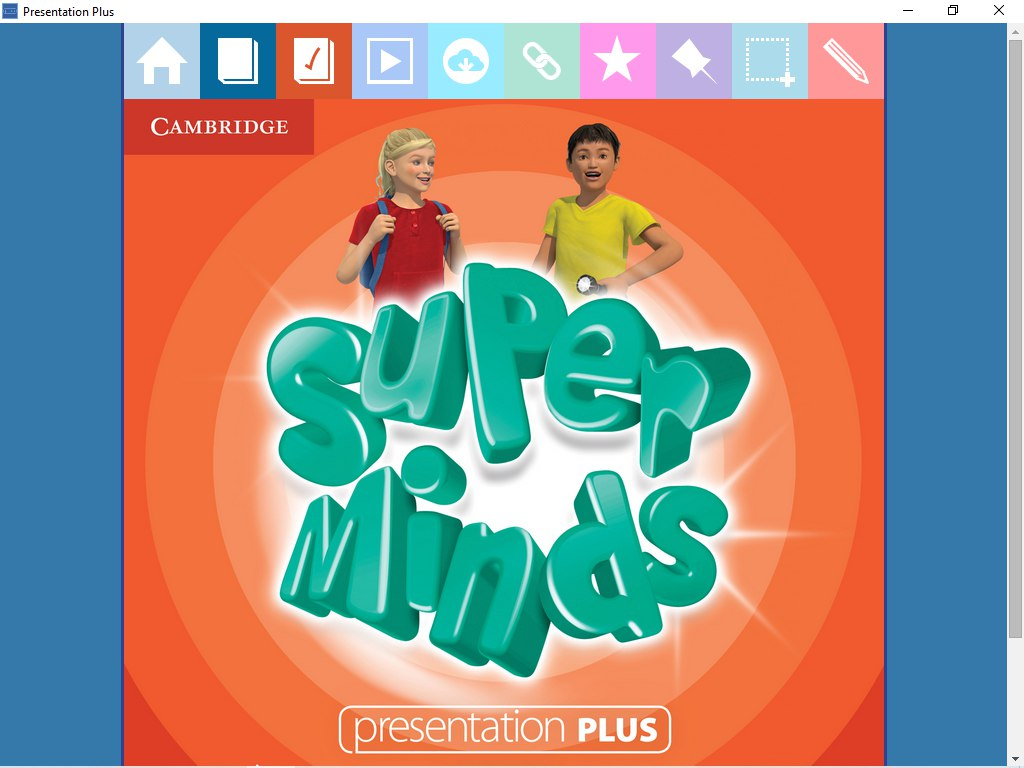 Presentation Plus
CAMBRIDGE
Super
Minds
presentation PLUS